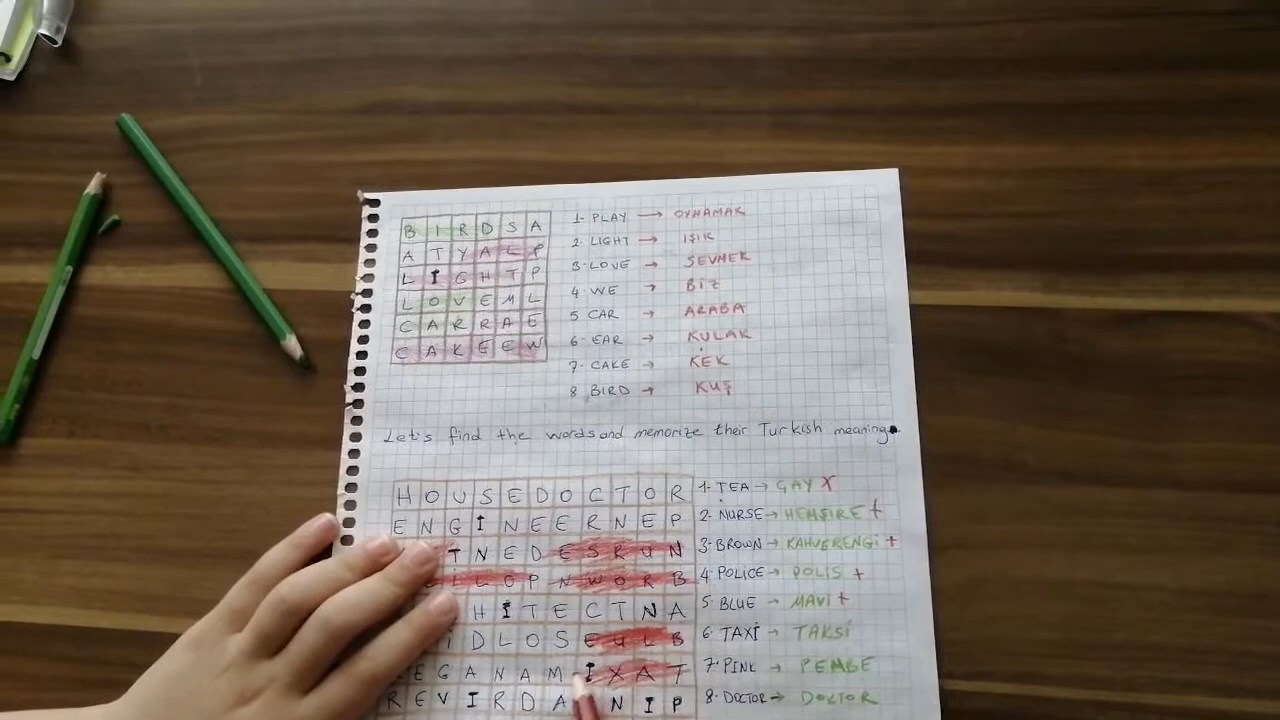 B I R D S A
A T Y A L P
L I G H T P
L O V E M L
C A R R A E
C A K E E W
1- PLAY → OYNAMAK
2. LIGHT → IŞIK
3- LOVE → SEVMEK
4. WE → BİZ
5 CAR → ARABA
6- EAR → KULAK
7- CAKE → KEK
8 BIRD → KUŞ
Let's find the words and memorize their Turkish meaning.
H O U S E D O C T O R
E N G I N E E R N E P
T N E D E S R U N
L L O P N W O R B
H I T E C T N A
İ D L O S E U L B
E G A N A M I X A T
R E V I R D A N I P
1- TEA → ÇAY X
2. NURSE → HEMŞİRE +
3- BROWN → KAHVERENGİ +
4 POLICE → POLİS +
5 BLUE → MAVİ +
6 TAXİ → TAKSİ
7- PINK → PEMBE
8- DOCTOR → DOKTOR